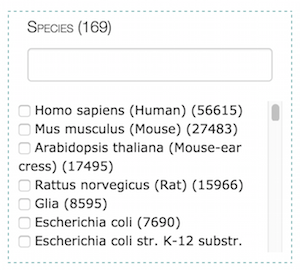 Species (169)
Homo sapiens (Human) (56615)
Mus musculus (Mouse) (27483)
Arabidopsis thaliana (Mouse-ear
cress) (17495)
Rattus norvegicus (Rat) (15966)
Glia (8595)
Escherichia coli (7690)
Escherichia coli str. K-12 substr.